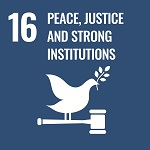 16 PEACE, JUSTICE
AND STRONG
INSTITUTIONS